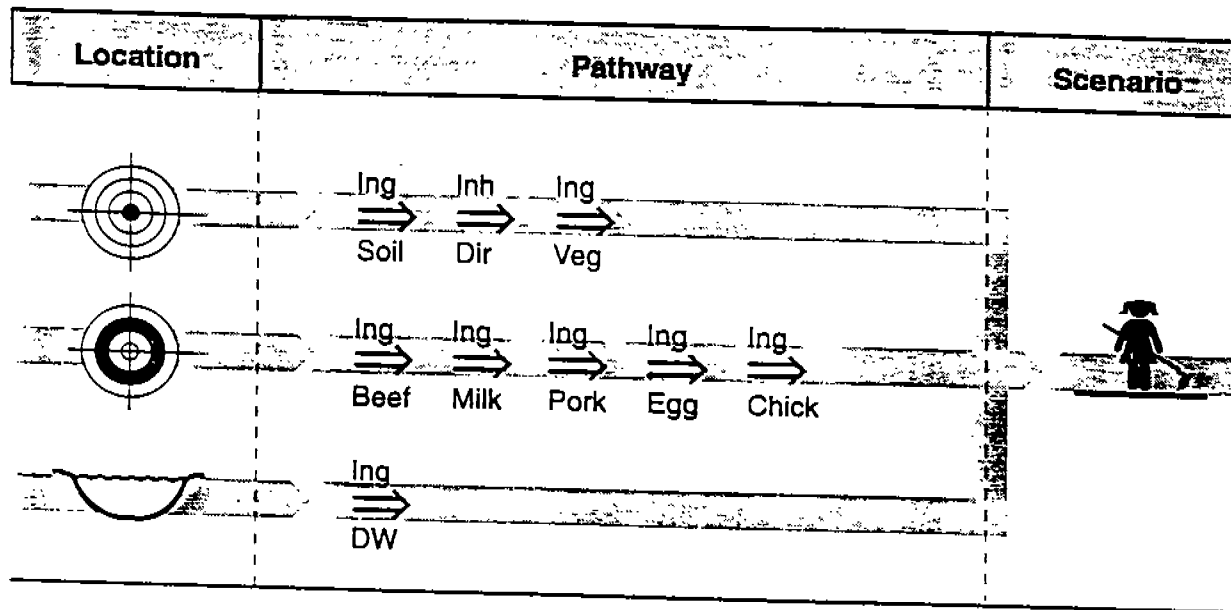 Location Pathway Scenario
Ing Inh Ing
Soil Dir Veg
Ing Ing Ing Ing Ing
Beef Milk Pork Egg Chick
Ing
DW